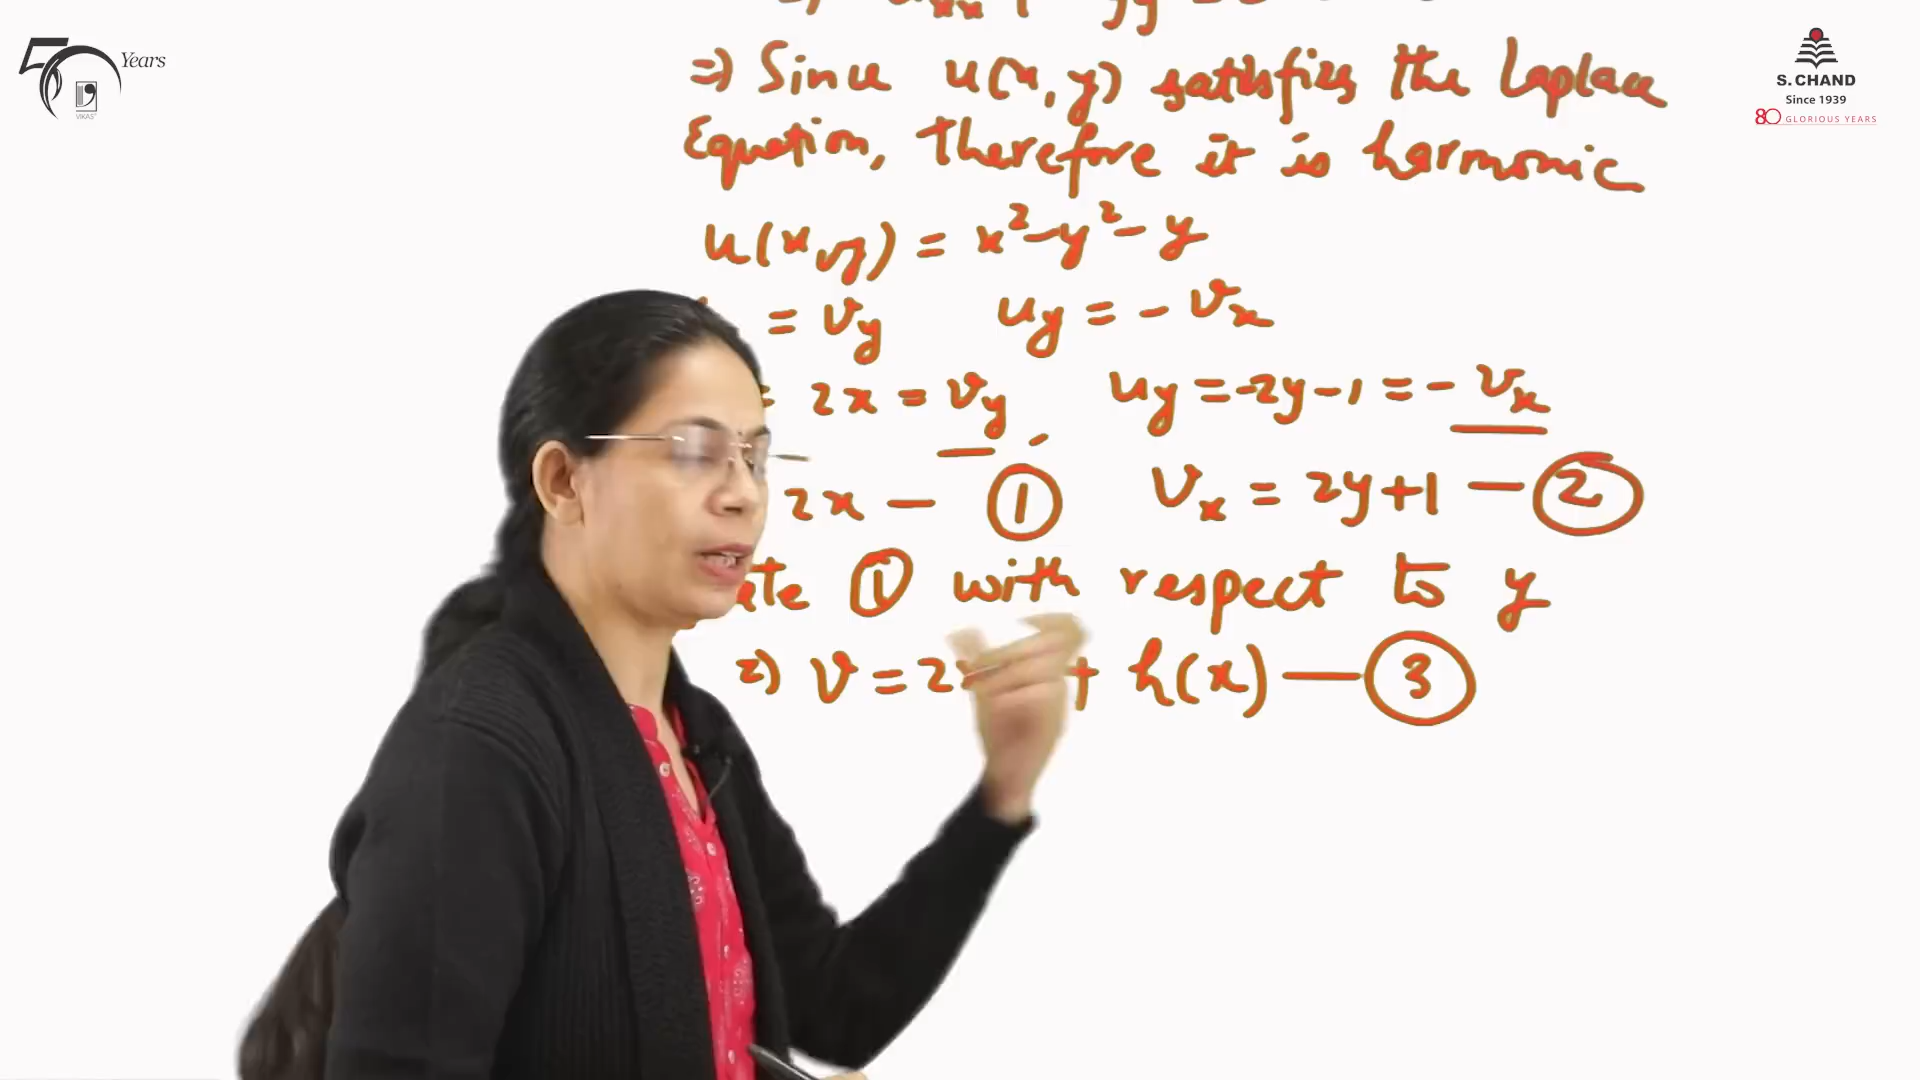 50 Years
VIKAS
S. CHAND
Since 1939
80 GLORIOUS YEARS
=) Since u(x,y) satisfies the Laplace
Equation, therefore it is harmonic
u(x,y) = x²-y²-y
= Vy uy = - Vx
= 2x = Vy uy = -2y-1 = - Vx
2x - ① Vx = 2y+1 - ②
① with respect to y
=) V = 2 + h(x) — ③